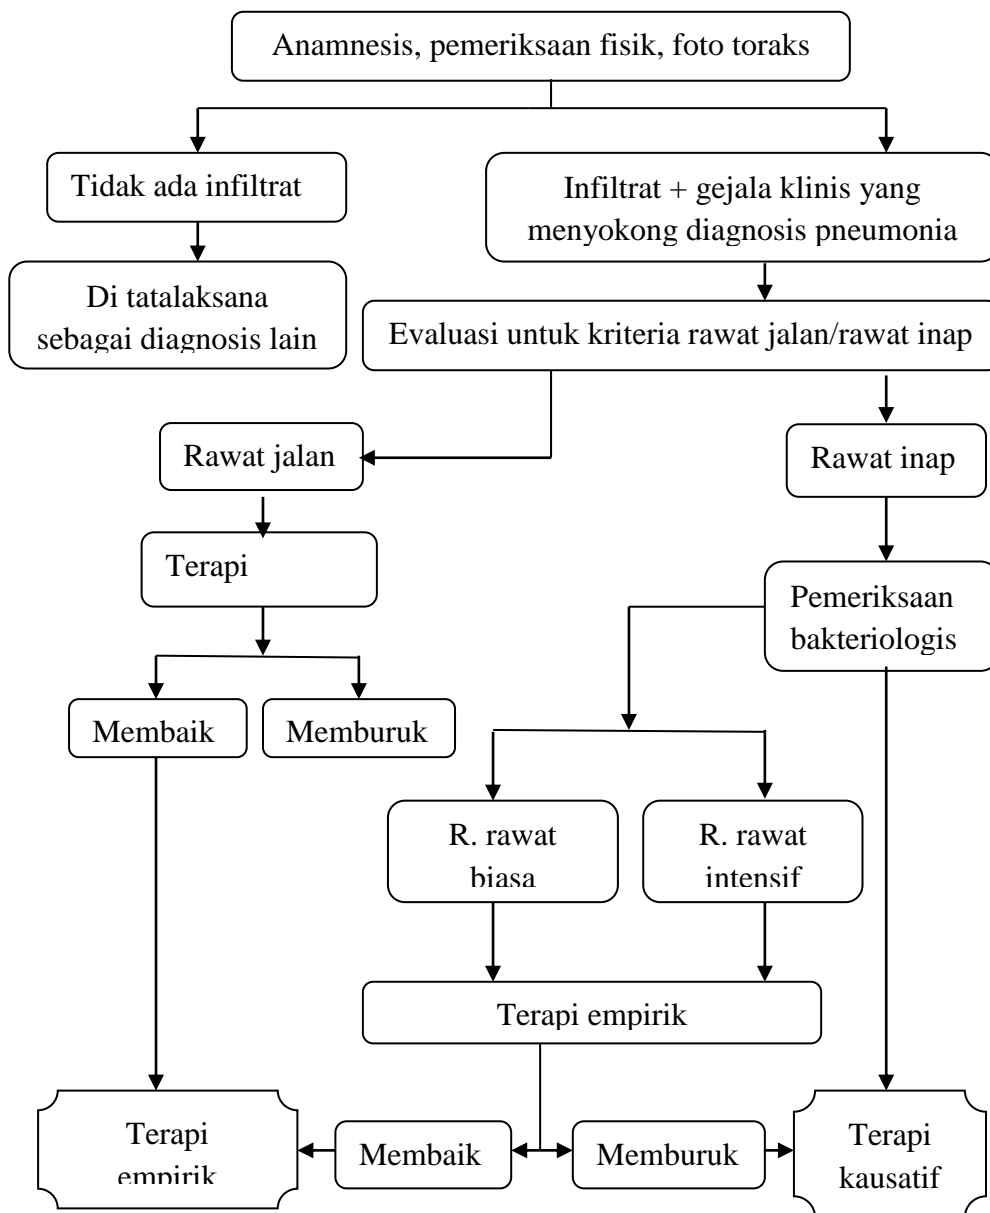 Anamnesis, pemeriksaan fisik, foto toraks
Tidak ada infiltrat
Infiltrat + gejala klinis yang
menyokong diagnosis pneumonia
Di tatalaksana
sebagai diagnosis lain
Evaluasi untuk kriteria rawat jalan/rawat inap
Rawat jalan
Rawat inap
Terapi
Pemeriksaan
bakteriologis
Membaik
Memburuk
R. rawat
biasa
R. rawat
intensif
Terapi empirik
Terapi
empirik
Membaik
Memburuk
Terapi
kausatif